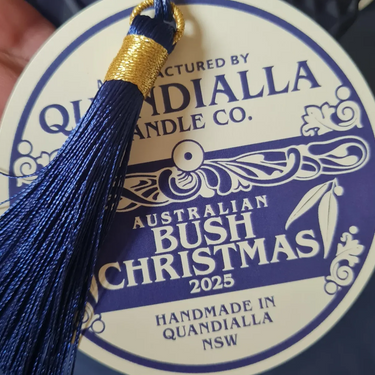 ACTURED BY
QUANDIALLA
ANDLE CO.
AUSTRALIAN
BUSH
CHRISTMAS
2025
HANDMADE IN
QUANDIALLA
NSW